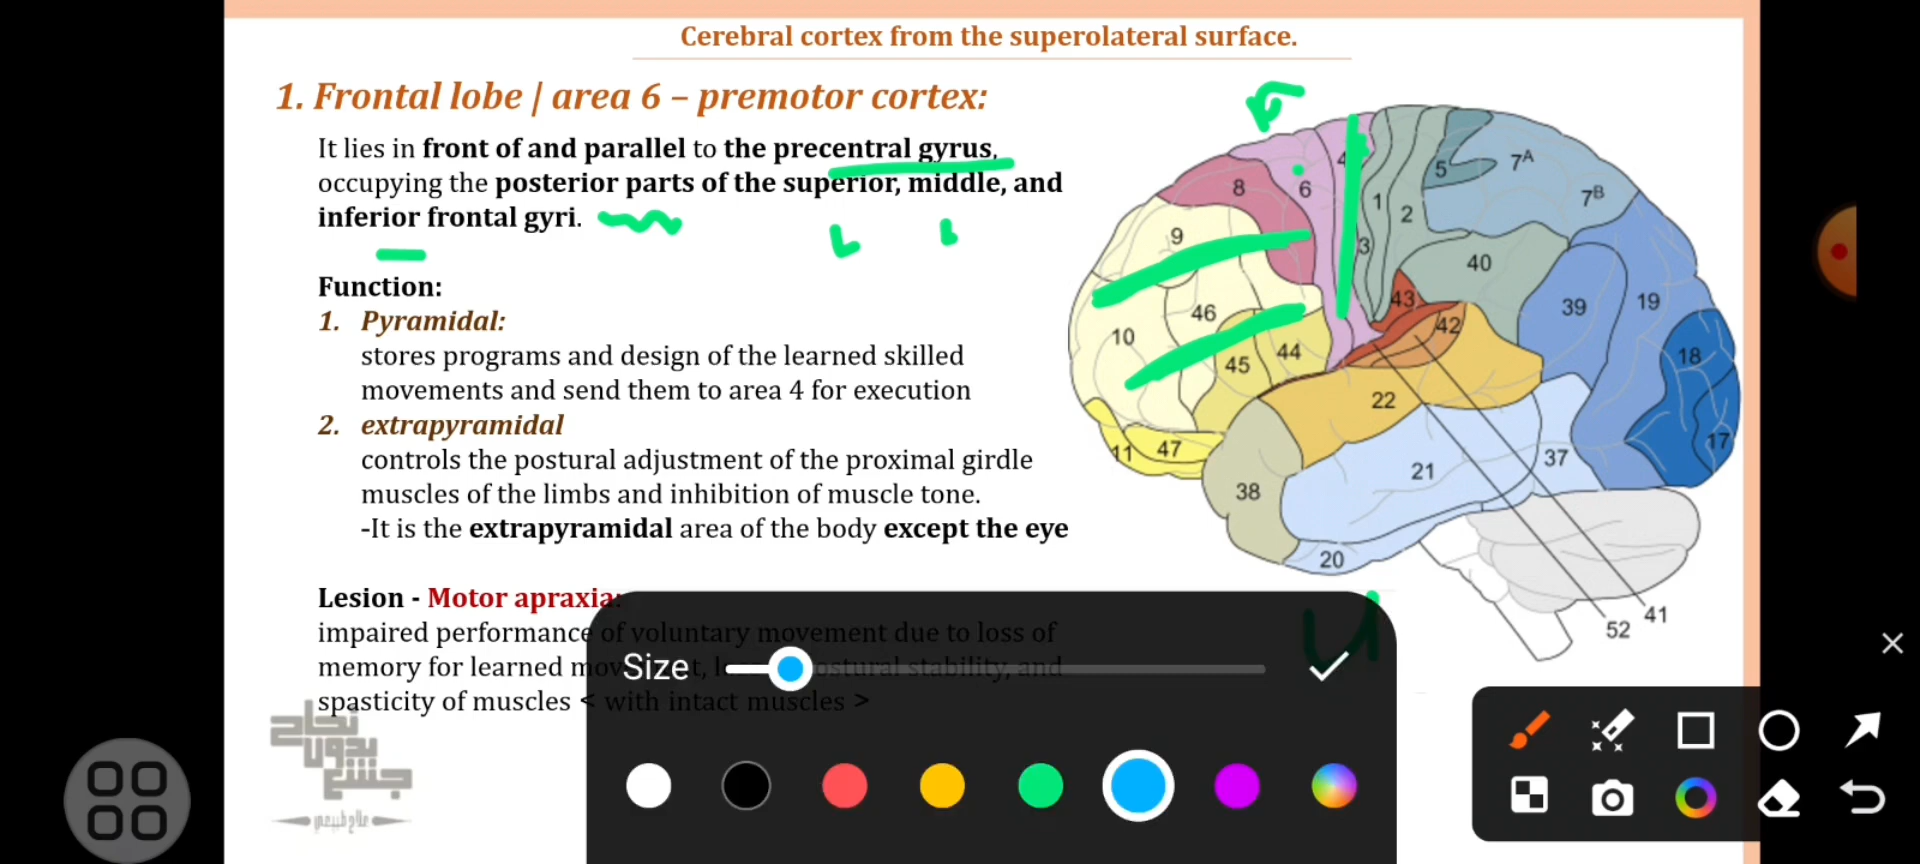 Cerebral cortex from the superolateral surface.
1. Frontal lobe | area 6 – premotor cortex:
It lies in front of and parallel to the precentral gyrus,
occupying the posterior parts of the superior, middle, and
inferior frontal gyri.
Function:
1. Pyramidal:
stores programs and design of the learned skilled
movements and send them to area 4 for execution
2. extrapyramidal
controls the postural adjustment of the proximal girdle
muscles of the limbs and inhibition of muscle tone.
-It is the extrapyramidal area of the body except the eye
Lesion - Motor apraxia:
impaired performance of voluntary movement due to loss of
memory for learned postural stability, and
spasticity of muscles < with intact muscles >
نجاح
بدون
جشع
علاج طبيعي
Size
4
6
8
9
10
46
45
44
11
47
3
1
2
5
7A
7B
40
43
42
39
19
18
17
22
21
37
38
20
52
41